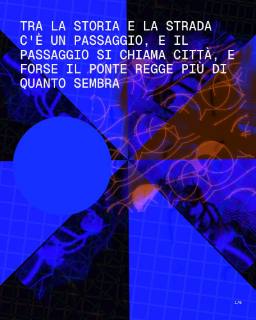 TRA LA STORIA E LA STRADA
C'È UN PASSAGGIO, E IL
PASSAGGIO SI CHIAMA CITTÀ, E
FORSE IL PONTE REGGE PIÙ DI
QUANTO SEMBRA